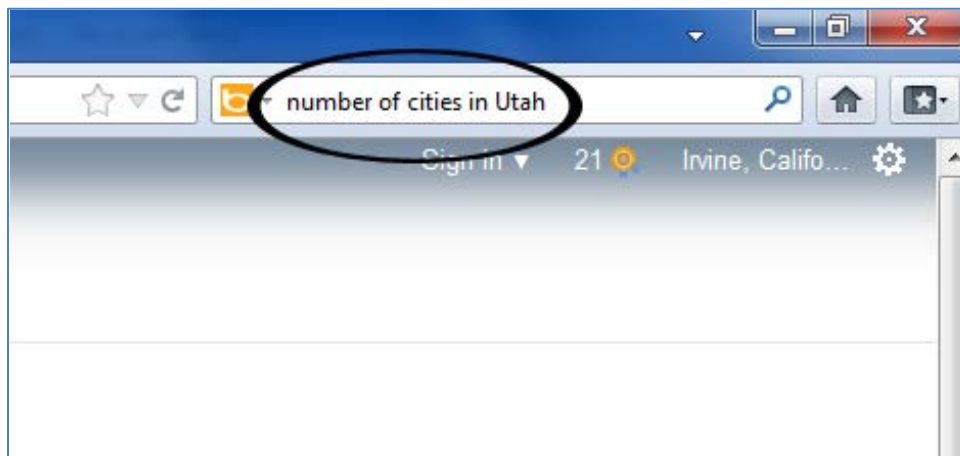 number of cities in Utah
Sign in 21 Irvine, Califo...